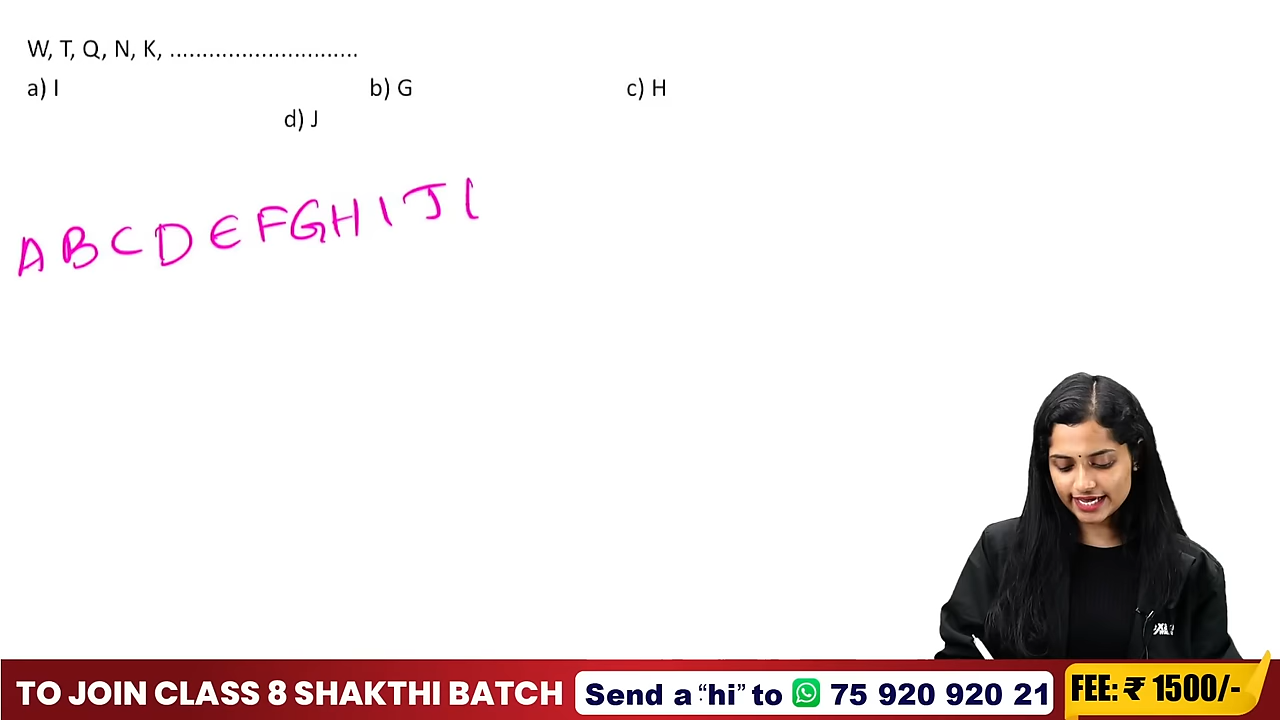 W, T, Q, N, K, .............................
a) I b) G c) H
d) J
A B C D E F G H I J
TO JOIN CLASS 8 SHAKTHI BATCH Send a “hi” to 75 920 920 21 FEE: ₹ 1500/-